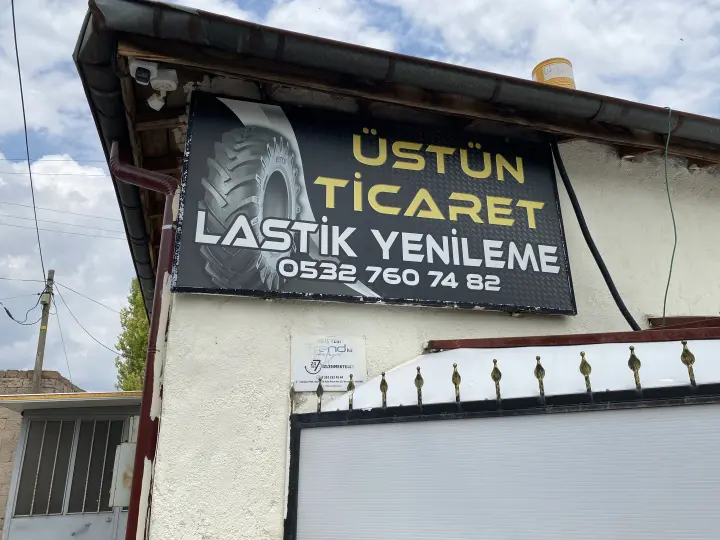 ÜSTÜN
TİCARET
LASTİK YENİLEME
0532 760 74 82